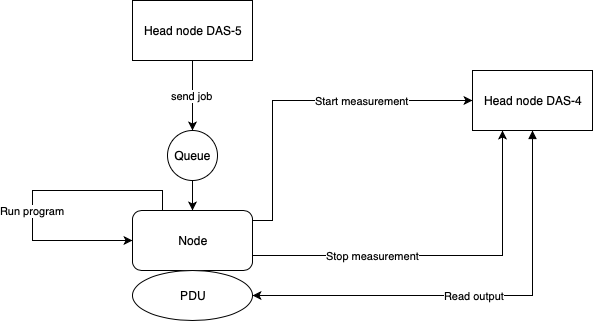 Head node DAS-5
send job
Start measurement
Head node DAS-4
Queue
Run program
Node
Stop measurement
PDU
Read output